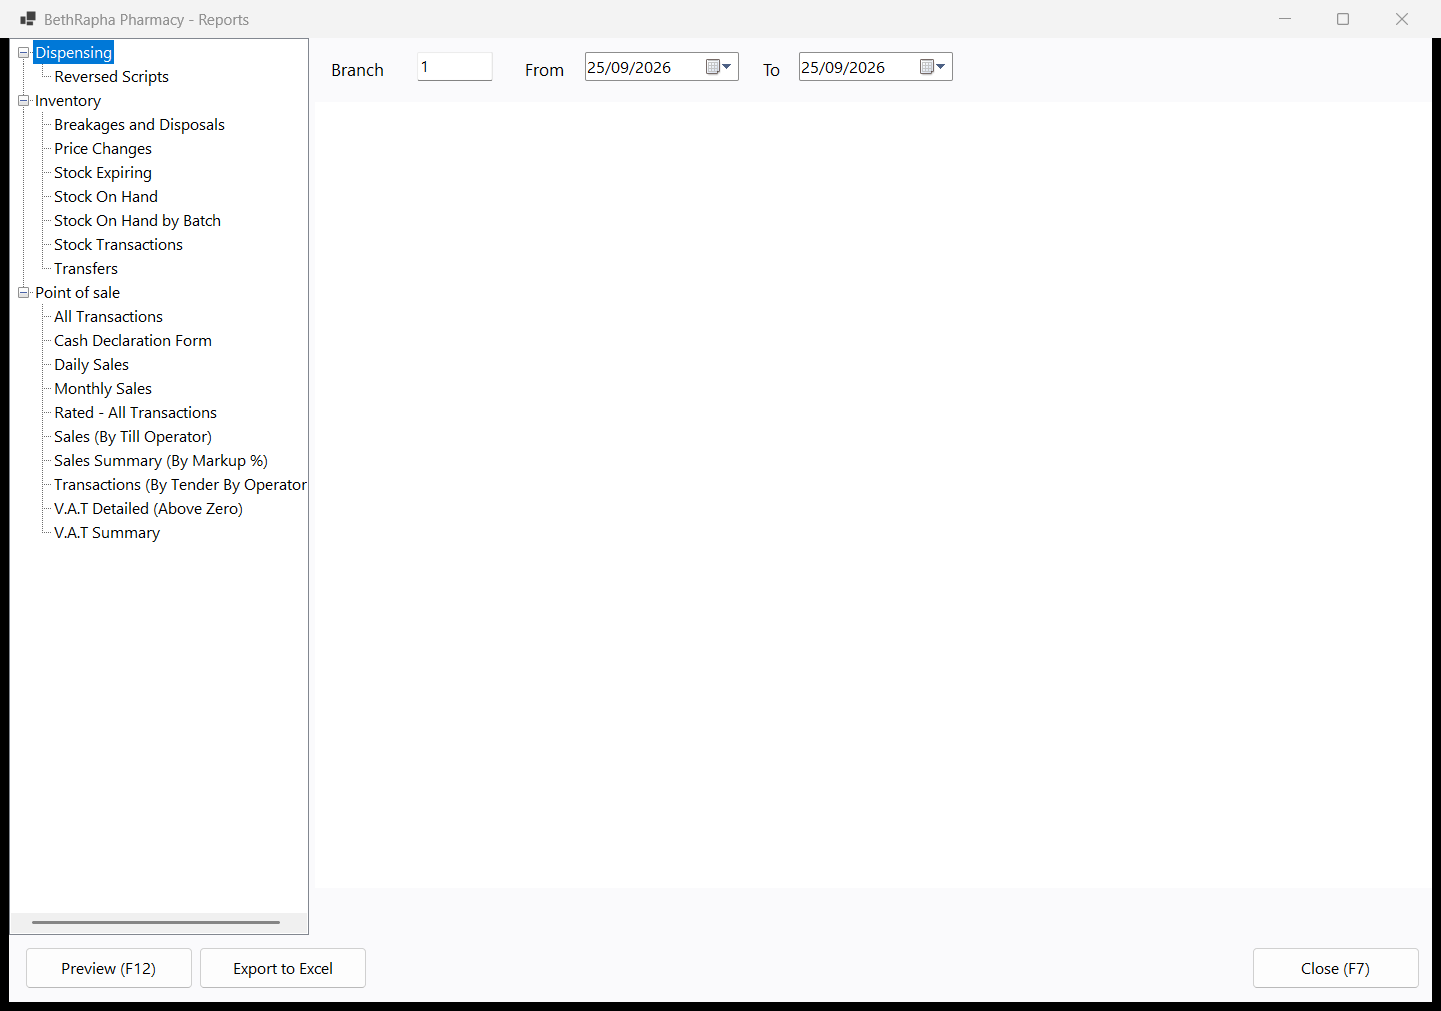 BethRapha Pharmacy - Reports
Dispensing
Reversed Scripts
Inventory
Breakages and Disposals
Price Changes
Stock Expiring
Stock On Hand
Stock On Hand by Batch
Stock Transactions
Transfers
Point of sale
All Transactions
Cash Declaration Form
Daily Sales
Monthly Sales
Rated - All Transactions
Sales (By Till Operator)
Sales Summary (By Markup %)
Transactions (By Tender By Operator
V.A.T Detailed (Above Zero)
V.A.T Summary
Branch 1 From 25/09/2026 To 25/09/2026
Preview (F12) Export to Excel Close (F7)